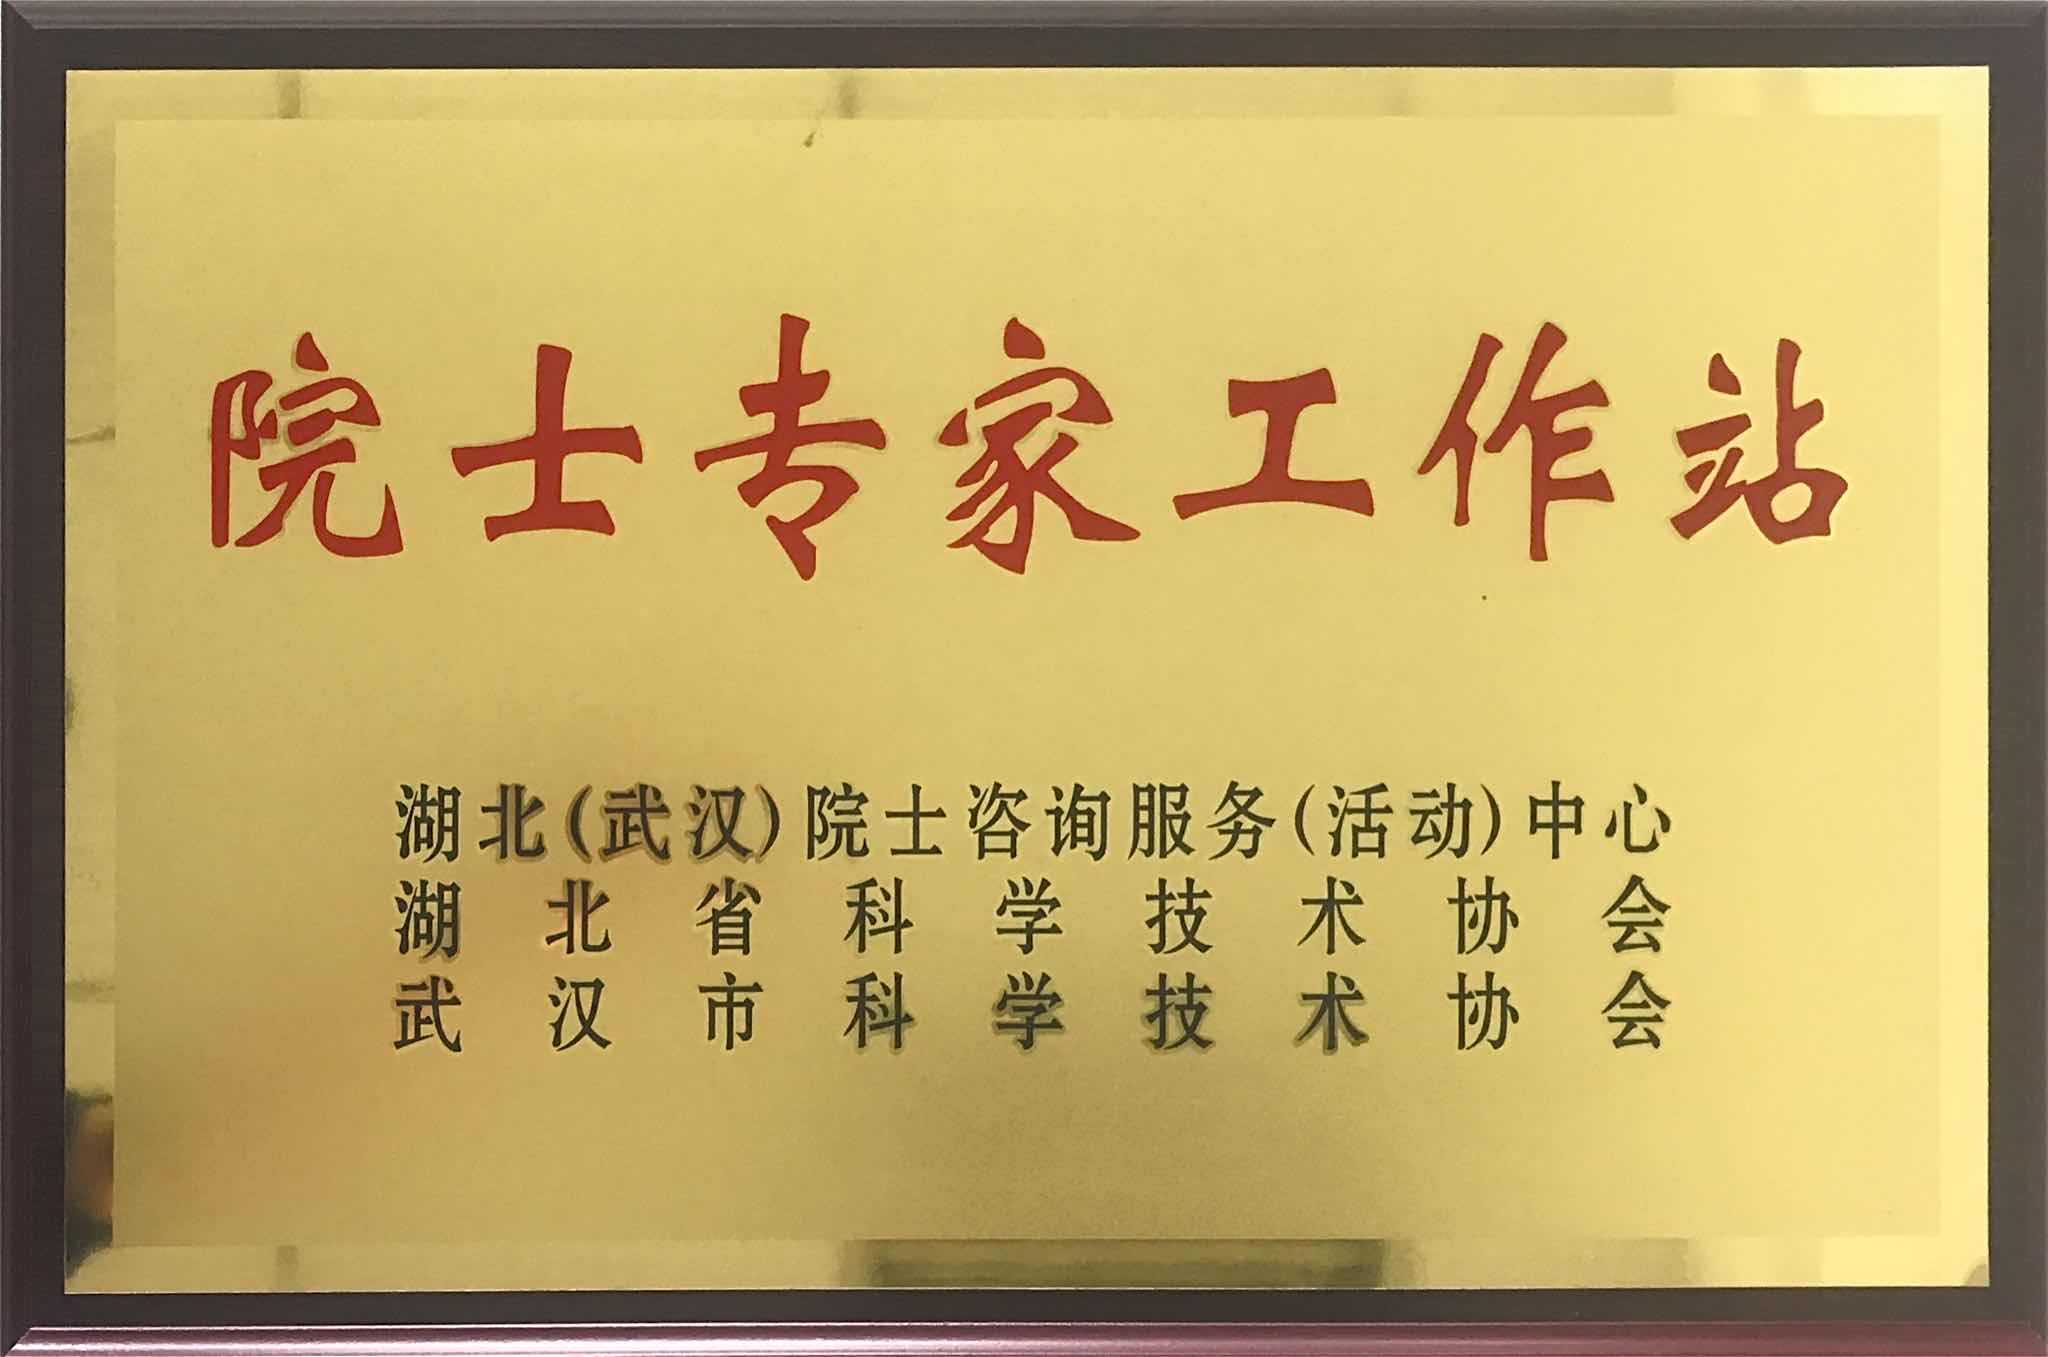 院士专家工作站
湖北(武汉)院士咨询服务(活动)中心
湖北省科学技术协会
武汉市科学技术协会